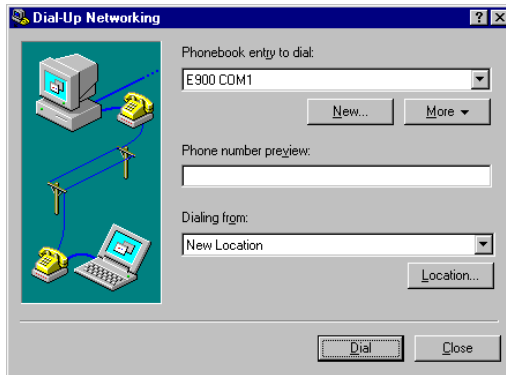 Dial-Up Networking
Phonebook entry to dial:
E900 COM1
New...
More
Phone number preview:
Dialing from:
New Location
Location...
Dial
Close